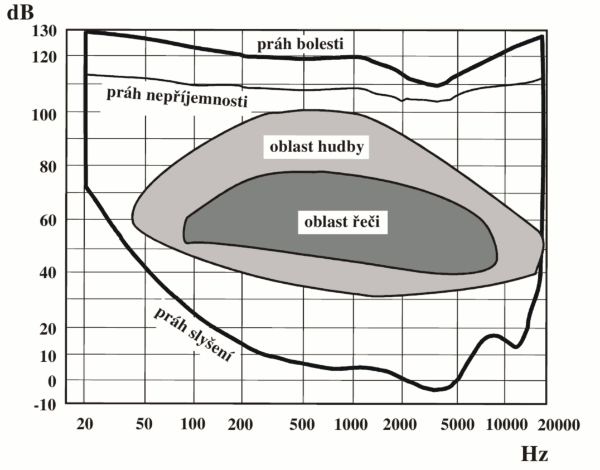 dB
130
120
100
80
60
40
20
10
0
-10
práh bolesti
práh nepříjemnosti
oblast hudby
oblast řeči
práh slyšení
20 50 100 200 500 1000 2000 5000 10000 20000
Hz